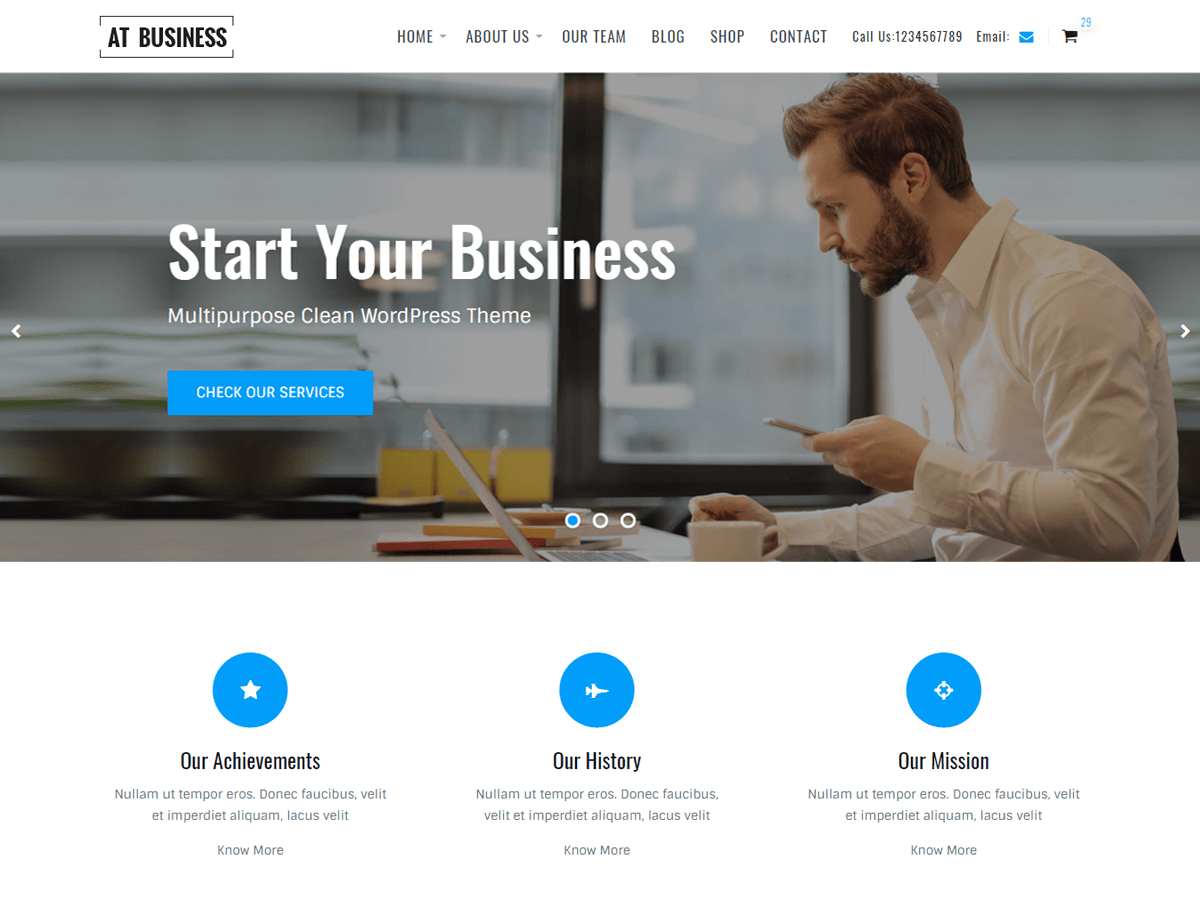 AT BUSINESS
HOME ABOUT US OUR TEAM BLOG SHOP CONTACT Call Us:1234567789 Email: 29
Start Your Business
Multipurpose Clean WordPress Theme
CHECK OUR SERVICES
Our Achievements
Nullam ut tempor eros. Donec faucibus, velit
et imperdiet aliquam, lacus velit
Know More
Our History
Nullam ut tempor eros. Donec faucibus,
velit et imperdiet aliquam, lacus velit
Know More
Our Mission
Nullam ut tempor eros. Donec faucibus, velit
et imperdiet aliquam, lacus velit
Know More